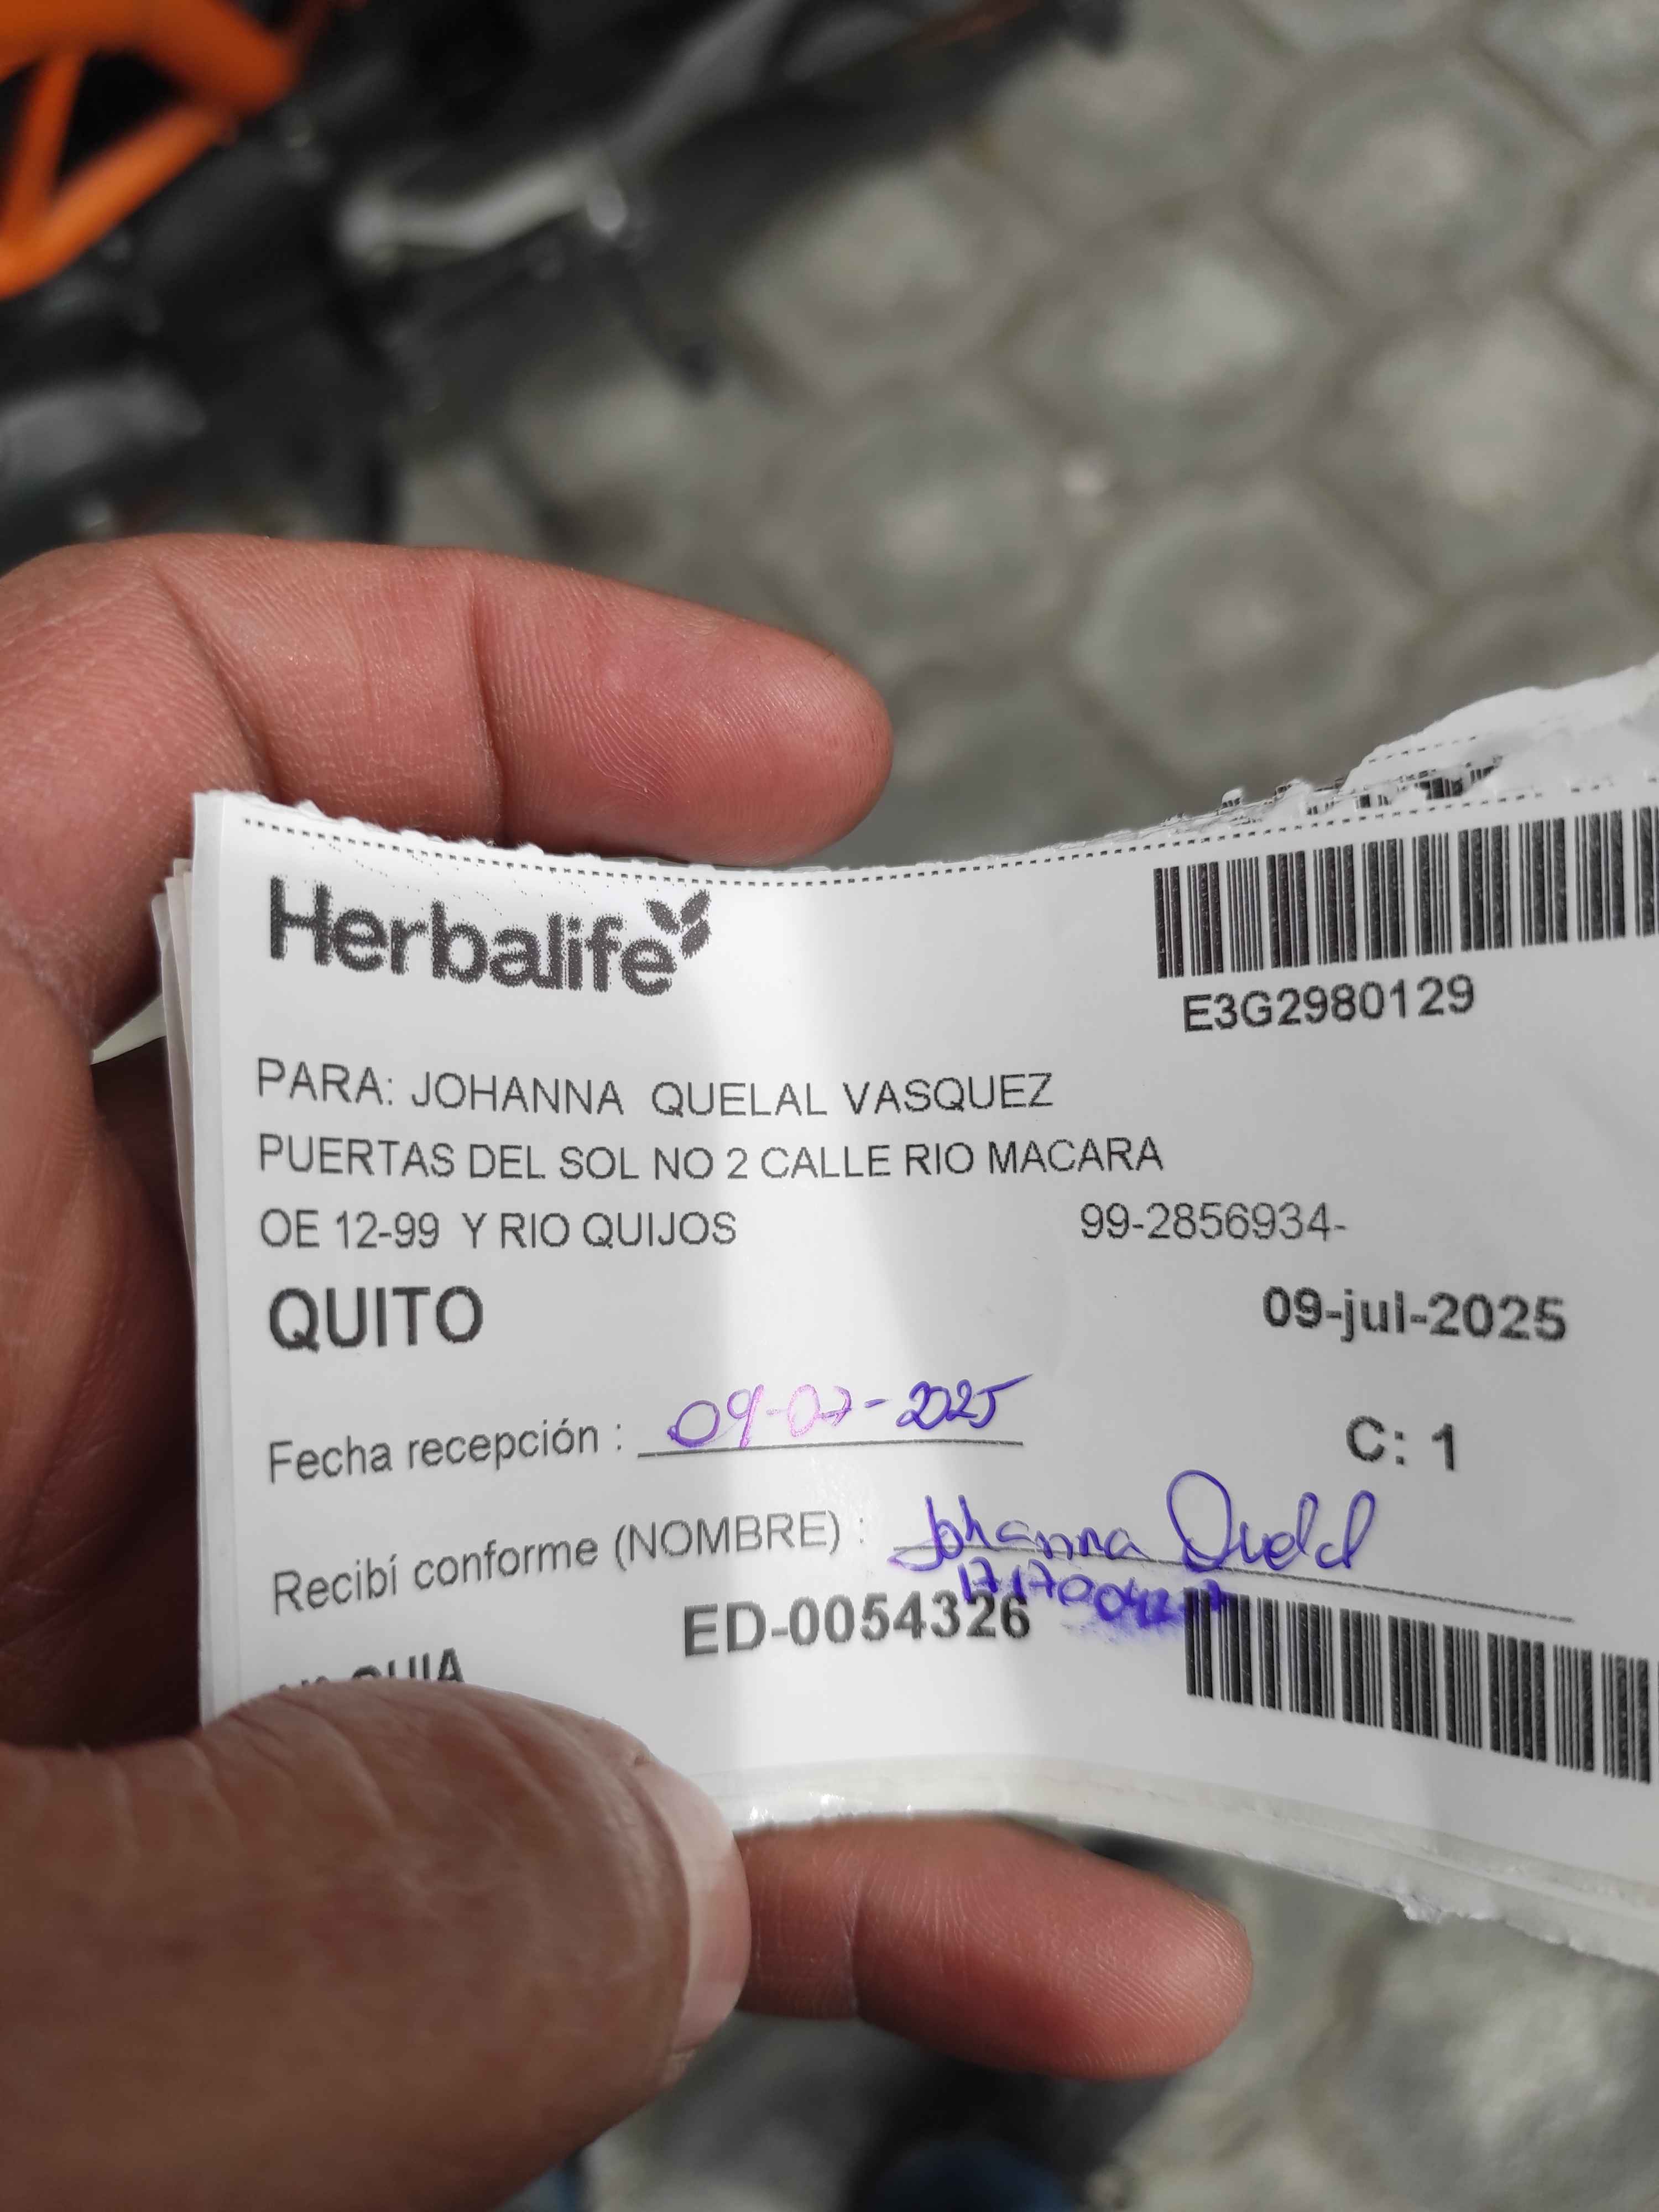 Herbalife
E3G2980129
PARA: JOHANNA QUELAL VASQUEZ
PUERTAS DEL SOL NO 2 CALLE RIO MACARA
OE 12-99 Y RIO QUIJOS 99-2856934-
QUITO 09-jul-2025
Fecha recepción : 09-07-2025
C: 1
Recibí conforme (NOMBRE) : Johanna Quelal
ED-0054326
GUIA